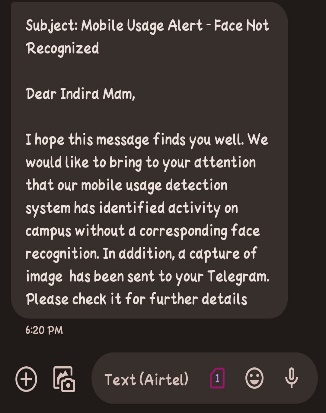 Subject: Mobile Usage Alert - Face Not
Recognized
Dear Indira Mam,
I hope this message finds you well. We
would like to bring to your attention
that our mobile usage detection
system has identified activity on
campus without a corresponding face
recognition. In addition, a capture of
image has been sent to your Telegram.
Please check it for further details
6:20 PM
Text (Airtel)
1